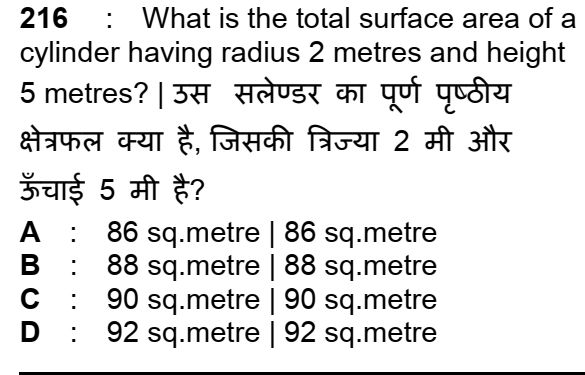 216 : What is the total surface area of a
cylinder having radius 2 metres and height
5 metres? | उस सलेण्डर का पूर्ण पृष्ठीय
क्षेत्रफल क्या है, जिसकी त्रिज्या 2 मी और
ऊँचाई 5 मी है?
A : 86 sq.metre | 86 sq.metre
B : 88 sq.metre | 88 sq.metre
C : 90 sq.metre | 90 sq.metre
D : 92 sq.metre | 92 sq.metre